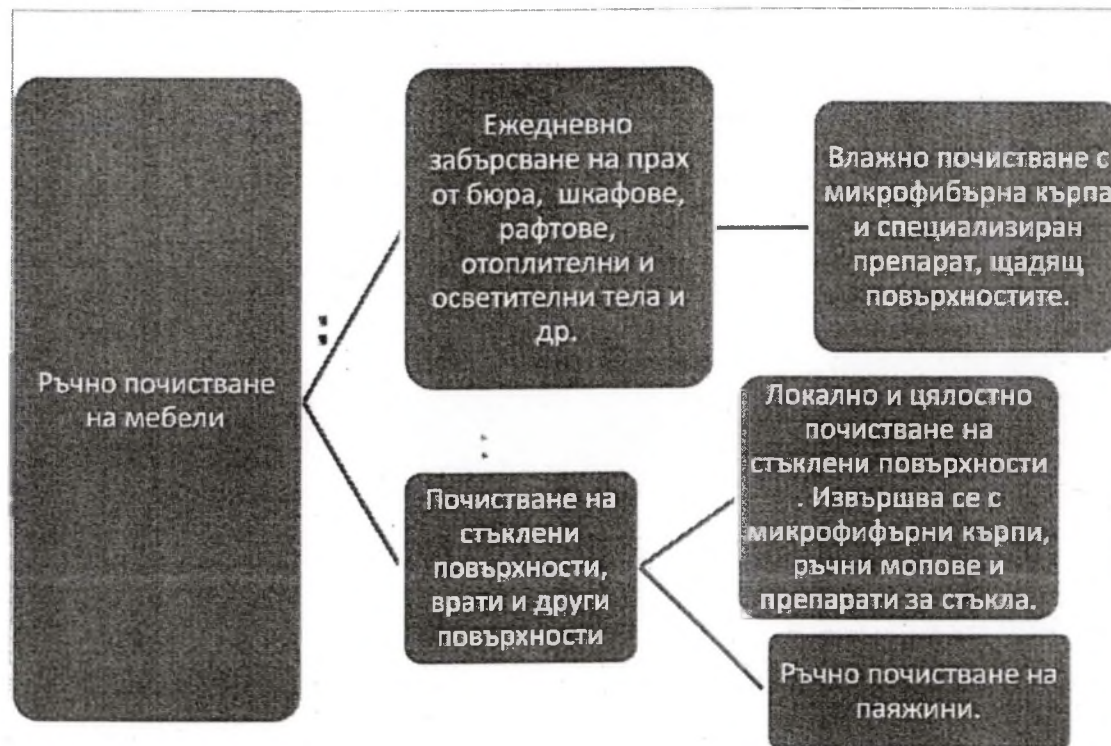 Ръчно почистване
на мебели
Ежедневно
забърсване на прах
от бюра, шкафове,
рафтове,
отоплителни и
осветителни тела и
др.
Влажно почистване с
микрофибърна кърпа
и специализиран
препарат, щадящ
повърхностите.
Почистване на
стъклени
повърхности,
врати и други
повърхности
Локално и цялостно
почистване на
стъклени повърхности
. Извършва се с
микрофифърни кърпи,
ръчни мопове и
препарати за стъкла.
Ръчно почистване на
паяжини.